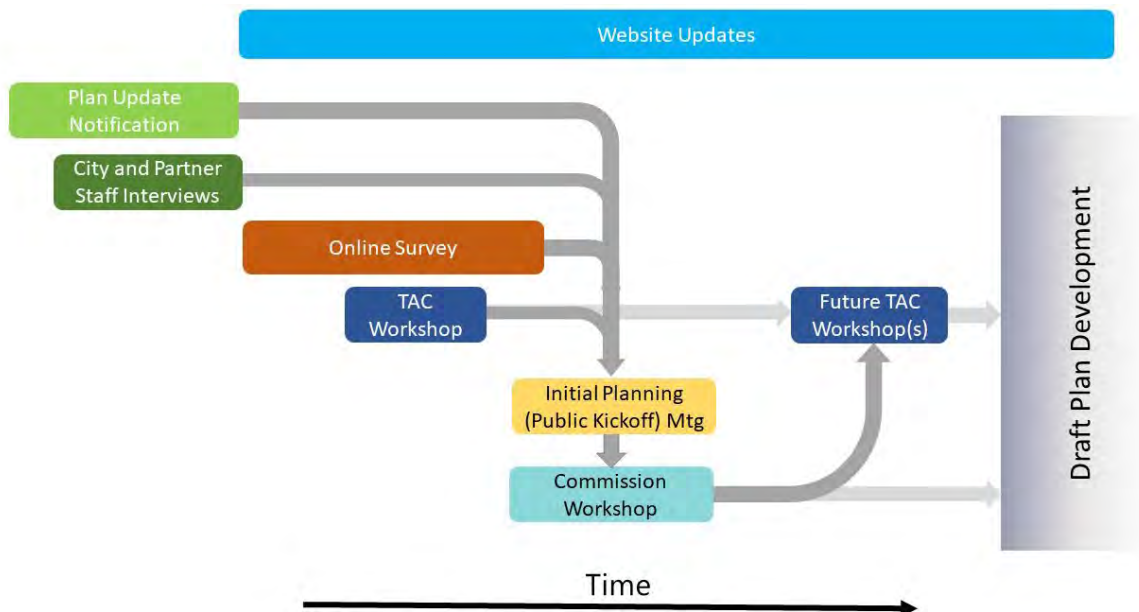 Website Updates
Plan Update
Notification
City and Partner
Staff Interviews
Online Survey
TAC
Workshop
Future TAC
Workshop(s)
Initial Planning
(Public Kickoff) Mtg
Commission
Workshop
Draft Plan Development
Time